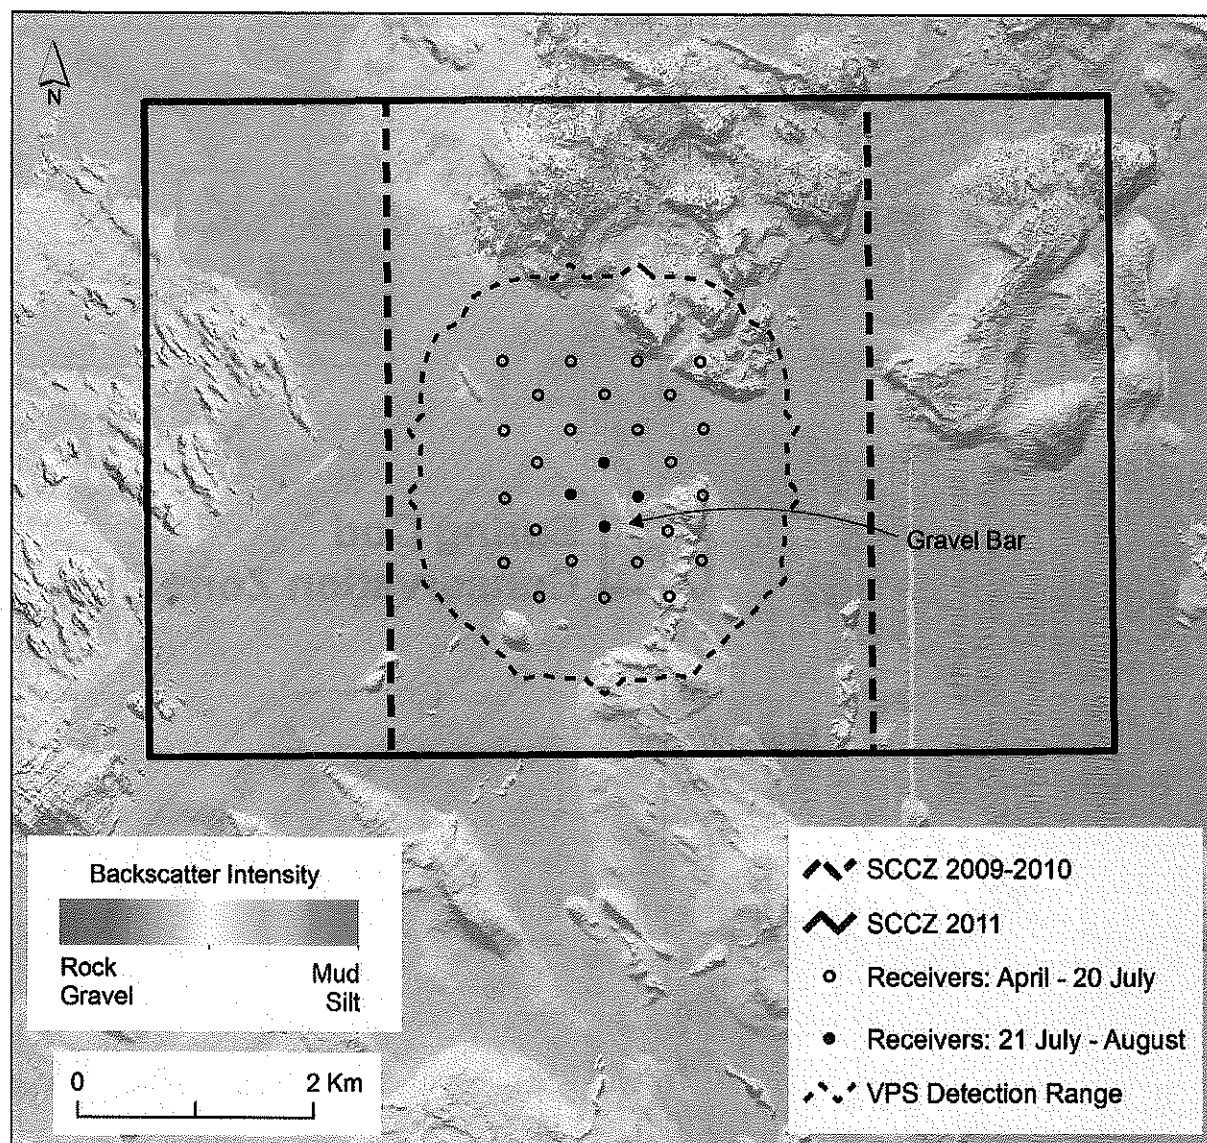 N
Gravel Bar
Backscatter Intensity
Rock
Gravel
Mud
Silt
0
2 Km
SCCZ 2009-2010
SCCZ 2011
Receivers: April - 20 July
Receivers: 21 July - August
VPS Detection Range